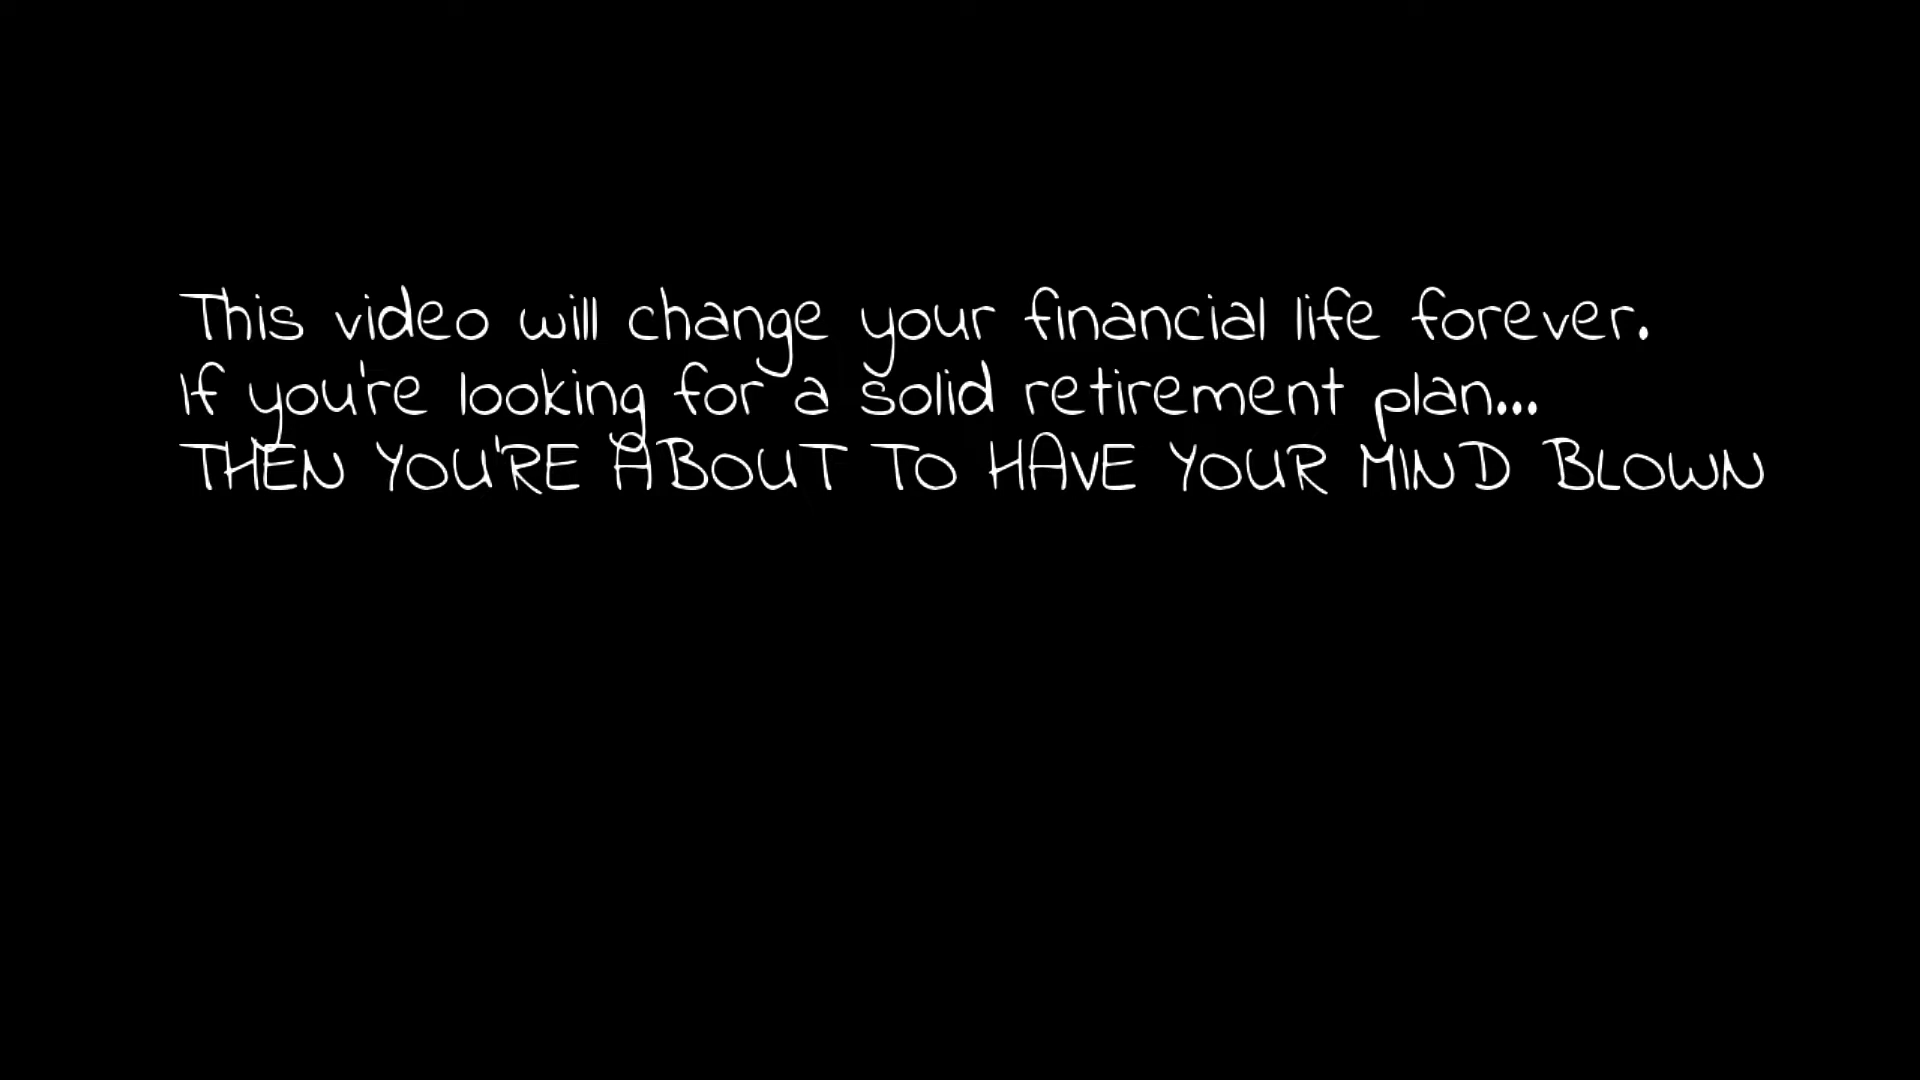 This video will change your financial life forever.
If you're looking for a solid retirement plan...
THEN YOU'RE ABOUT TO HAVE YOUR MIND BLOWN